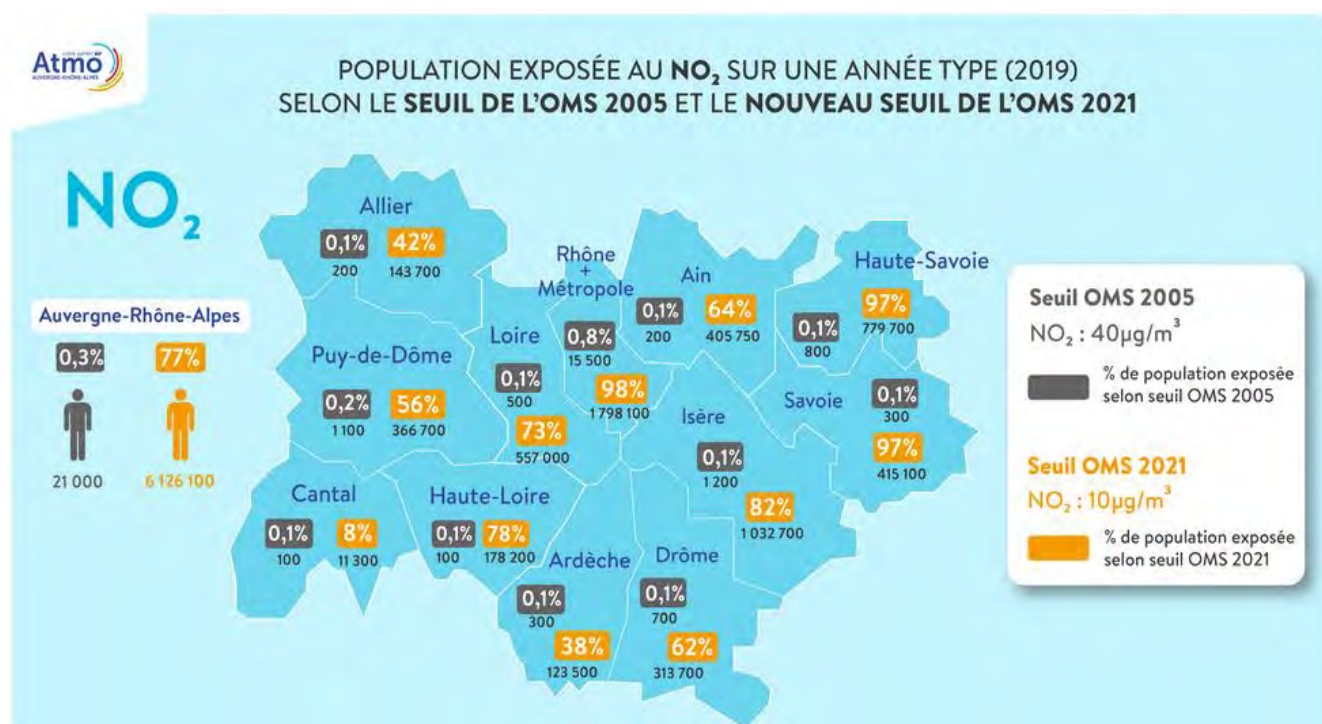 Atmo
AUVERGNE-RHÔNE-ALPES
POPULATION EXPOSÉE AU NO₂ SUR UNE ANNÉE TYPE (2019)
SELON LE SEUIL DE L'OMS 2005 ET LE NOUVEAU SEUIL DE L'OMS 2021
NO₂
Auvergne-Rhône-Alpes
0,3% 77%
21 000 6 126 100
Allier
0,1% 42%
200 143 700
Puy-de-Dôme
0,2% 56%
1 100 366 700
Cantal
0,1% 8%
100 11 300
Haute-Loire
0,1% 78%
100 178 200
Loire
0,1%
500
73%
557 000
Rhône
+
Métropole
0,8%
15 500
98%
1 798 100
Ain
0,1% 64%
200 405 750
Haute-Savoie
0,1% 97%
800 779 700
Savoie
0,1%
300
97%
415 100
Isère
0,1%
1 200
82%
1 032 700
Ardèche
0,1%
300
38%
123 500
Drôme
0,1%
700
62%
313 700
Seuil OMS 2005
NO₂ : 40µg/m³
% de population exposée
selon seuil OMS 2005
Seuil OMS 2021
NO₂ : 10µg/m³
% de population exposée
selon seuil OMS 2021